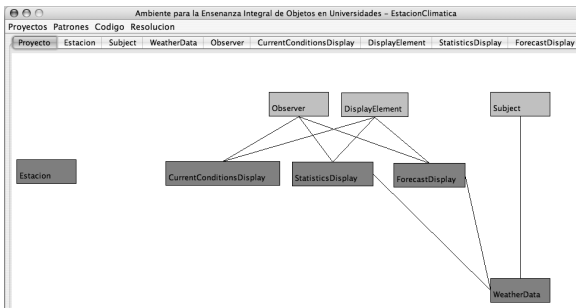 Ambiente para la Ensenanza Integral de Objetos en Universidades – EstacionClimatica
Proyectos Patrones Codigo Resolucion
Proyecto Estacion Subject WeatherData Observer CurrentConditionsDisplay DisplayElement StatisticsDisplay ForecastDisplay
Observer DisplayElement Subject
Estacion CurrentConditionsDisplay StatisticsDisplay ForecastDisplay
WeatherData